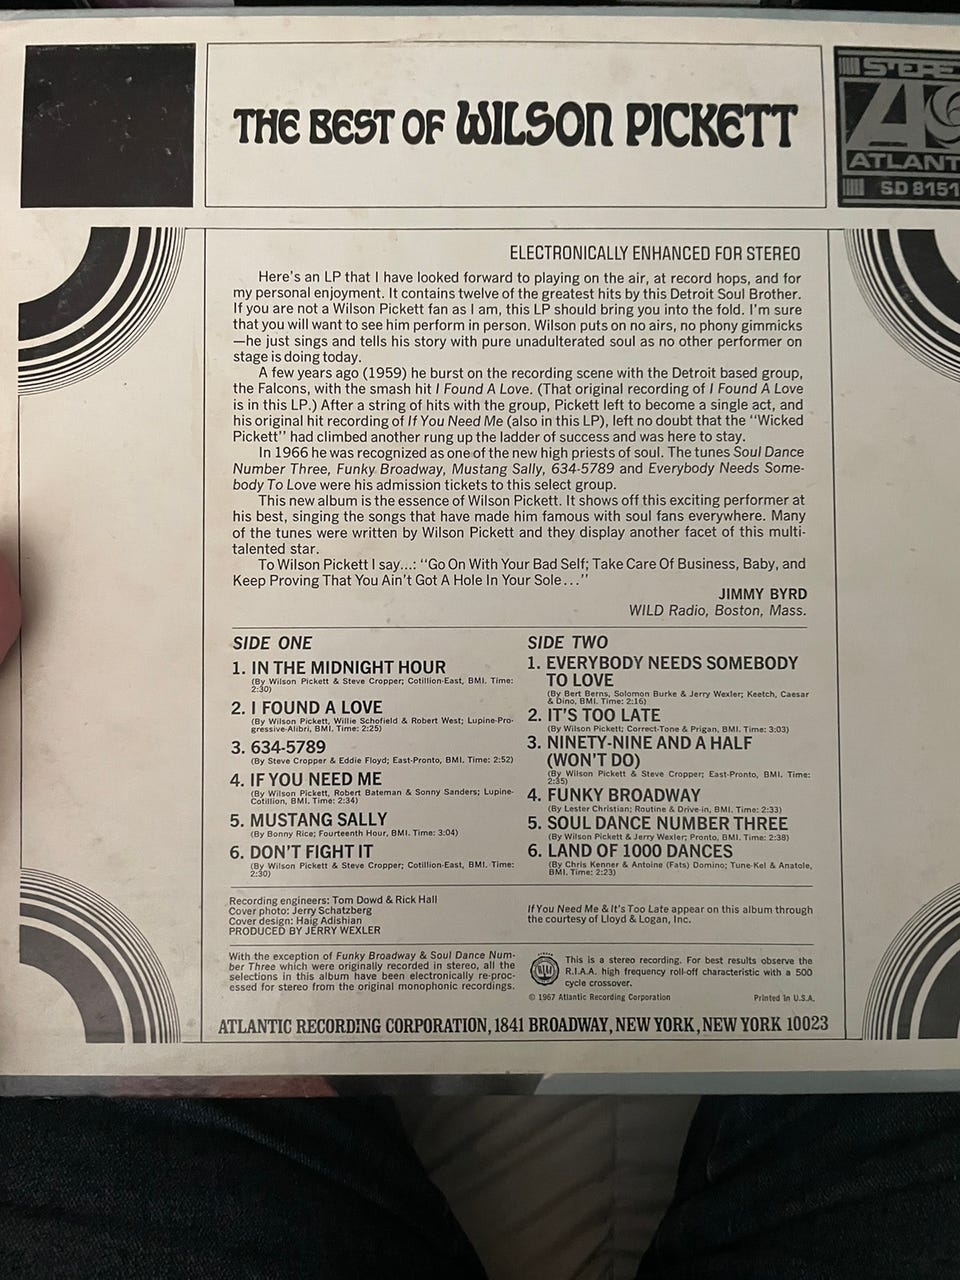 THE BEST OF WILSON PICKETT
STEREO
ATLANT
SD 8151
ELECTRONICALLY ENHANCED FOR STEREO
Here's an LP that I have looked forward to playing on the air, at record hops, and for
my personal enjoyment. It contains twelve of the greatest hits by this Detroit Soul Brother.
If you are not a Wilson Pickett fan as I am, this LP should bring you into the fold. I'm sure
that you will want to see him perform in person. Wilson puts on no airs, no phony gimmicks
—he just sings and tells his story with pure unadulterated soul as no other performer on
stage is doing today.
A few years ago (1959) he burst on the recording scene with the Detroit based group,
the Falcons, with the smash hit I Found A Love. (That original recording of I Found A Love
is in this LP.) After a string of hits with the group, Pickett left to become a single act, and
his original hit recording of If You Need Me (also in this LP), left no doubt that the "Wicked
Pickett" had climbed another rung up the ladder of success and was here to stay.
In 1966 he was recognized as one of the new high priests of soul. The tunes Soul Dance
Number Three, Funky Broadway, Mustang Sally, 634-5789 and Everybody Needs Some-
body To Love were his admission tickets to this select group.
This new album is the essence of Wilson Pickett. It shows off this exciting performer at
his best, singing the songs that have made him famous with soul fans everywhere. Many
of the tunes were written by Wilson Pickett and they display another facet of this multi-
talented star.
To Wilson Pickett I say...: "Go On With Your Bad Self; Take Care Of Business, Baby, and
Keep Proving That You Ain't Got A Hole In Your Sole..."
JIMMY BYRD
WILD Radio, Boston, Mass.
SIDE ONE
1. IN THE MIDNIGHT HOUR
(By Wilson Pickett & Steve Cropper; Cotillion-East, BMI. Time:
2:30)
2. I FOUND A LOVE
(By Wilson Pickett, Willie Schofield & Robert West; Lupine-Pro-
gressive-Alibri, BMI. Time: 2:25)
3. 634-5789
(By Steve Cropper & Eddie Floyd; East-Pronto, BMI. Time: 2:52)
4. IF YOU NEED ME
(By Wilson Pickett, Robert Bateman & Sonny Sanders; Lupine-
Cotillion, BMI. Time: 2:34)
5. MUSTANG SALLY
(By Bonny Rice; Fourteenth Hour, BMI. Time: 3:04)
6. DON'T FIGHT IT
(By Wilson Pickett & Steve Cropper; Cotillion-East, BMI. Time:
2:30)
SIDE TWO
1. EVERYBODY NEEDS SOMEBODY
TO LOVE
(By Bert Berns, Solomon Burke & Jerry Wexler; Keetch, Caesar
& Dino, BMI. Time: 2:16)
2. IT'S TOO LATE
(By Wilson Pickett; Correct-Tone & Prigan, BMI. Time: 3:03)
3. NINETY-NINE AND A HALF
(WON'T DO)
(By Wilson Pickett & Steve Cropper; East-Pronto, BMI. Time:
2:35)
4. FUNKY BROADWAY
(By Lester Christian; Routine & Drive-in, BMI. Time: 2:33)
5. SOUL DANCE NUMBER THREE
(By Wilson Pickett & Jerry Wexler; Pronto, BMI. Time: 2:38)
6. LAND OF 1000 DANCES
(By Chris Kenner & Antoine (Fats) Domino; Tune-Kel & Anatole,
BMI. Time: 2:23)
Recording engineers: Tom Dowd & Rick Hall
Cover photo: Jerry Schatzberg
Cover design: Haig Adishian
PRODUCED BY JERRY WEXLER
If You Need Me & It's Too Late appear on this album through
the courtesy of Lloyd & Logan, Inc.
With the exception of Funky Broadway & Soul Dance Num-
ber Three which were originally recorded in stereo, all the
selections in this album have been electronically re-proc-
essed for stereo from the original monophonic recordings.
RIAA
This is a stereo recording. For best results observe the
R.I.A.A. high frequency roll-off characteristic with a 500
cycle crossover.
© 1967 Atlantic Recording Corporation
Printed in U.S.A.
ATLANTIC RECORDING CORPORATION, 1841 BROADWAY, NEW YORK, NEW YORK 10023